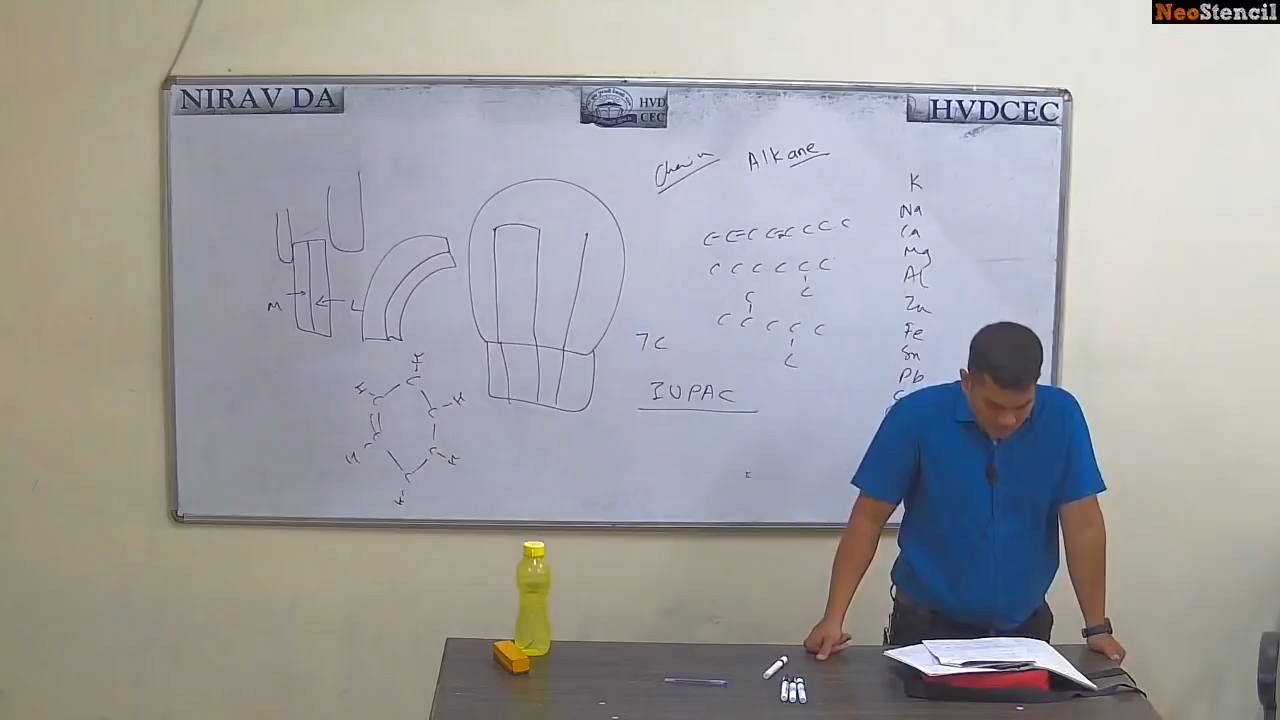 NeoStencil
NIRAV DA
HVD
CEC
HVDCEC
Chain Alkane
K
Na
Ca
Mg
Al
Zn
Fe
Sn
Pb
C C C C C C C
C C C C C C
C
C
C C C C C
C
M
L
7C
IUPAC
H
C
H C C H
H C C H
C
H